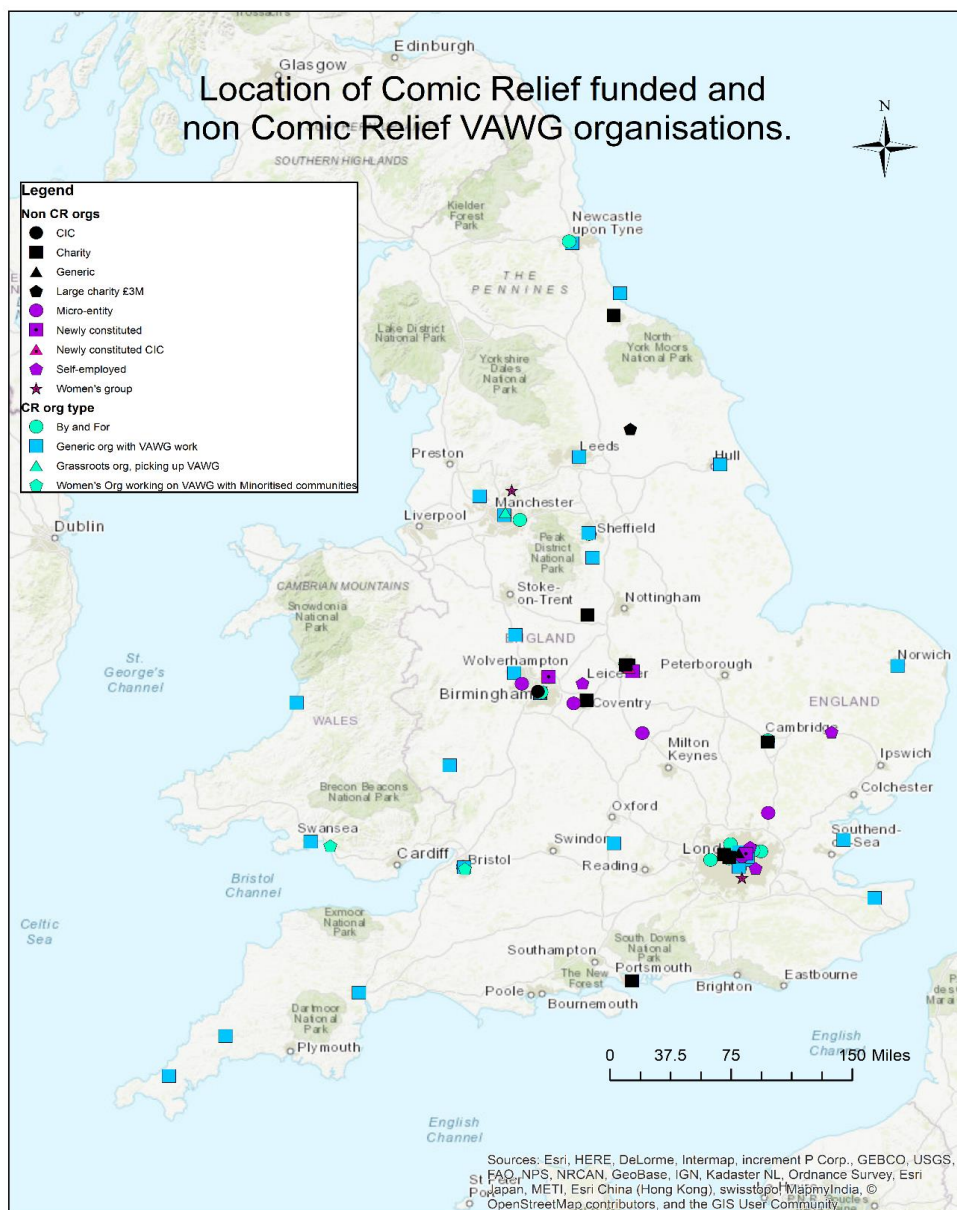 Edinburgh
Glasgow
Location of Comic Relief funded and
non Comic Relief VAWG organisations.
N
SOUTHERN HIGHLANDS
Legend
Non CR orgs
CIC
Charity
Generic
Large charity £3M
Micro-entity
Newly constituted
Newly constituted CIC
Self-employed
Women's group
CR org type
By and For
Generic org with VAWG work
Grassroots org, picking up VAWG
Women's Org working on VAWG with Minoritised communities
Kielder
Forest
Park
Newcastle
upon Tyne
THE
PENNINES
Lake District
National Park
North
York Moors
National Park
Yorkshire
Dales
National
Park
Preston
Leeds
Hull
Manchester
Liverpool
Sheffield
Dublin
Peak
District
National
Park
CAMBRIAN MOUNTAINS
Snowdonia
National
Park
Stoke-
on-Trent
Nottingham
ENGLAND
St.
George's
Channel
Wolverhampton
Leicester
Peterborough
Norwich
Birmingham
Coventry
ENGLAND
WALES
Cambridge
Milton
Keynes
Ipswich
Colchester
Brecon Beacons
National Park
Oxford
Swansea
Cardiff
Swindon
Lond
Southend-
on-Sea
Bristol
Reading
Bristol
Channel
Celtic
Sea
Exmoor
National
Park
Southampton
South Downs
National
Park
Portsmouth
The New
Forest
Brighton
Eastbourne
Poole
Bournemouth
Dartmoor
National
Park
Plymouth
English
Channel
0 37.5 75 150 Miles
English
Channel
St Peter
Port
Sources: Esri, HERE, DeLorme, Intermap, increment P Corp., GEBCO, USGS,
FAO, NPS, NRCAN, GeoBase, IGN, Kadaster NL, Ordnance Survey, Esri
Japan, METI, Esri China (Hong Kong), swisstopo, MapmyIndia, ©
OpenStreetMap contributors, and the GIS User Community